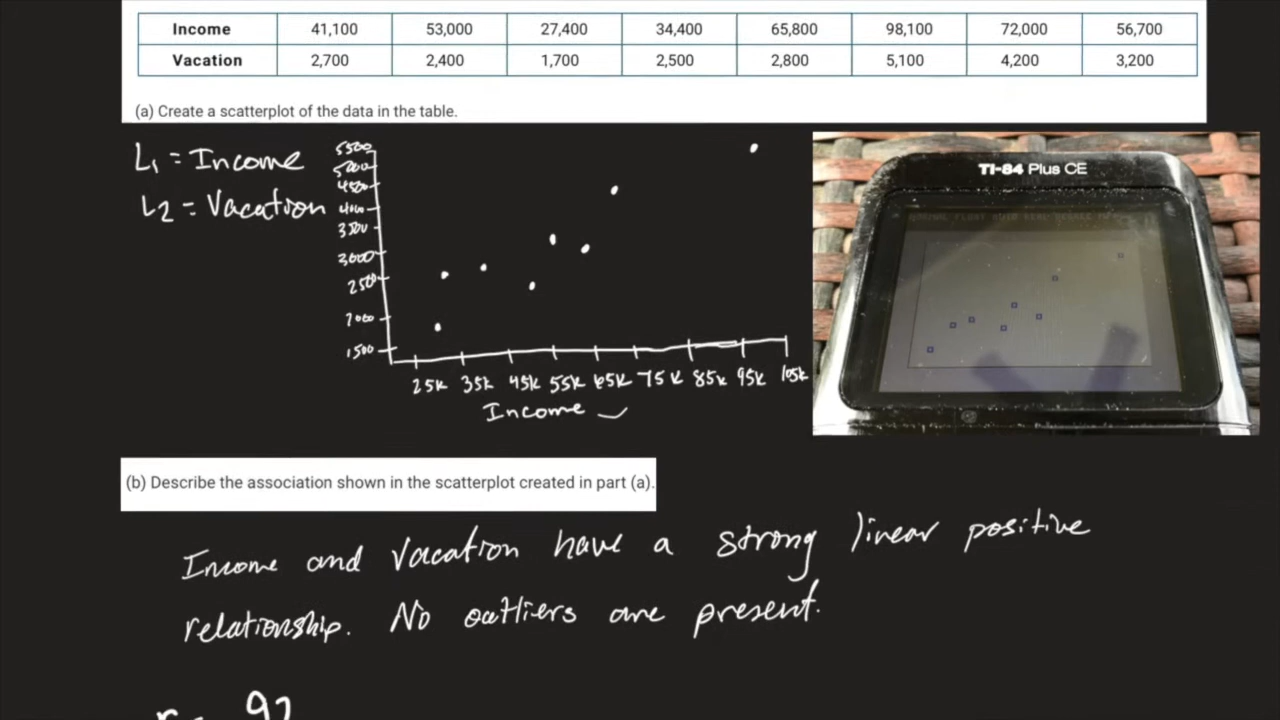 Income 41,100 53,000 27,400 34,400 65,800 98,100 72,000 56,700
Vacation 2,700 2,400 1,700 2,500 2,800 5,100 4,200 3,200
(a) Create a scatterplot of the data in the table.
L1 = Income
L2 = Vacation
5500
5000
4500
4000
3500
3000
2500
2000
1500
25k 35k 45k 55k 65k 75k 85k 95k 105k
Income
TI-84 Plus CE
(b) Describe the association shown in the scatterplot created in part (a).
Income and Vacation have a strong linear positive
relationship. No outliers are present.